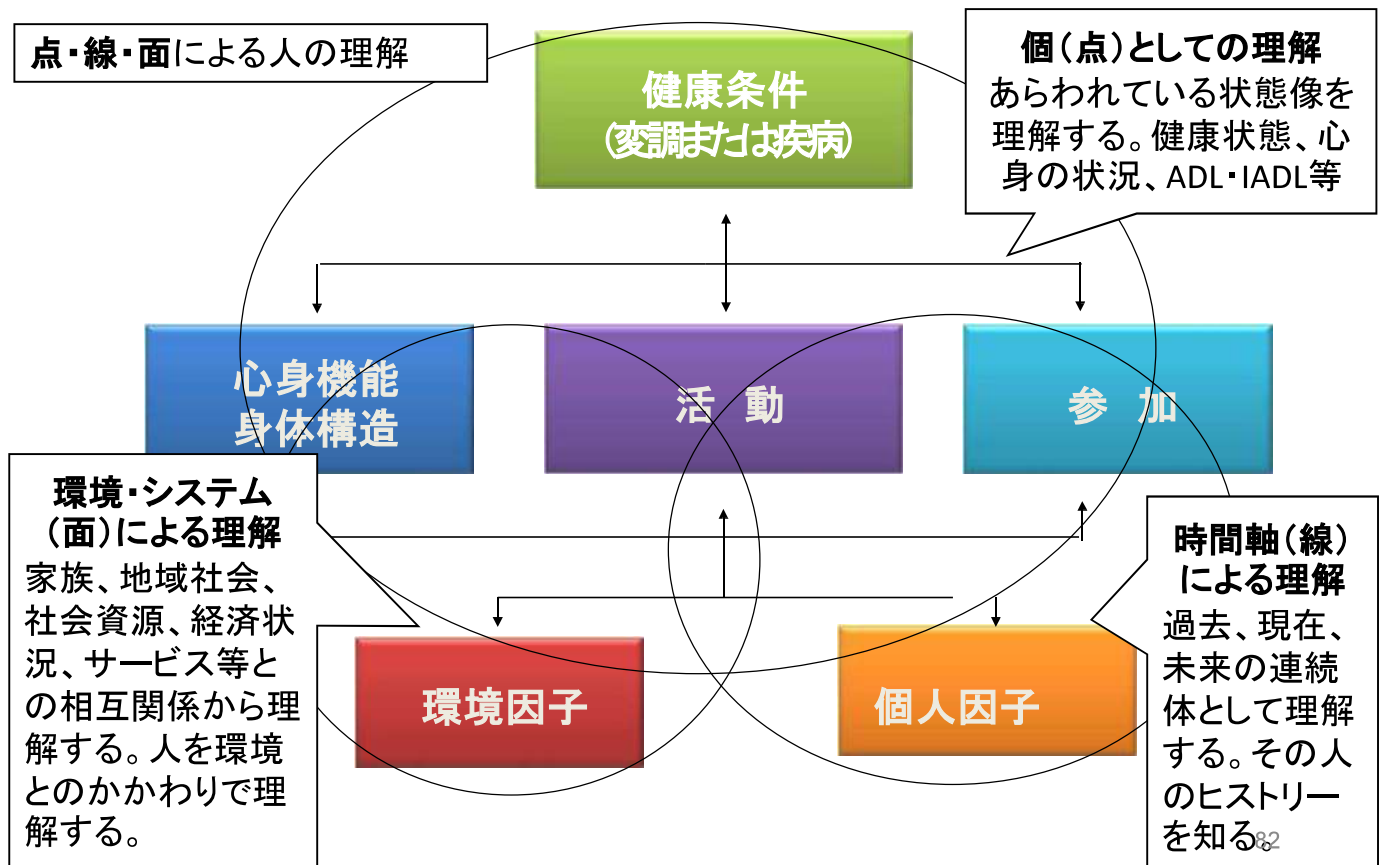 点・線・面による人の理解
健康条件
(変調または疾病)
個(点)としての理解
あらわれている状態像を
理解する。健康状態、心
身の状況、ADL・IADL等
心身機能
身体構造
活 動
参 加
環境・システム
(面)による理解
家族、地域社会、
社会資源、経済状
況、サービス等と
の相互関係から理
解する。人を環境
とのかかわりで理
解する。
時間軸(線)
による理解
過去、現在、
未来の連続
体として理解
する。その人
のヒストリー
を知る。
環境因子
個人因子
82